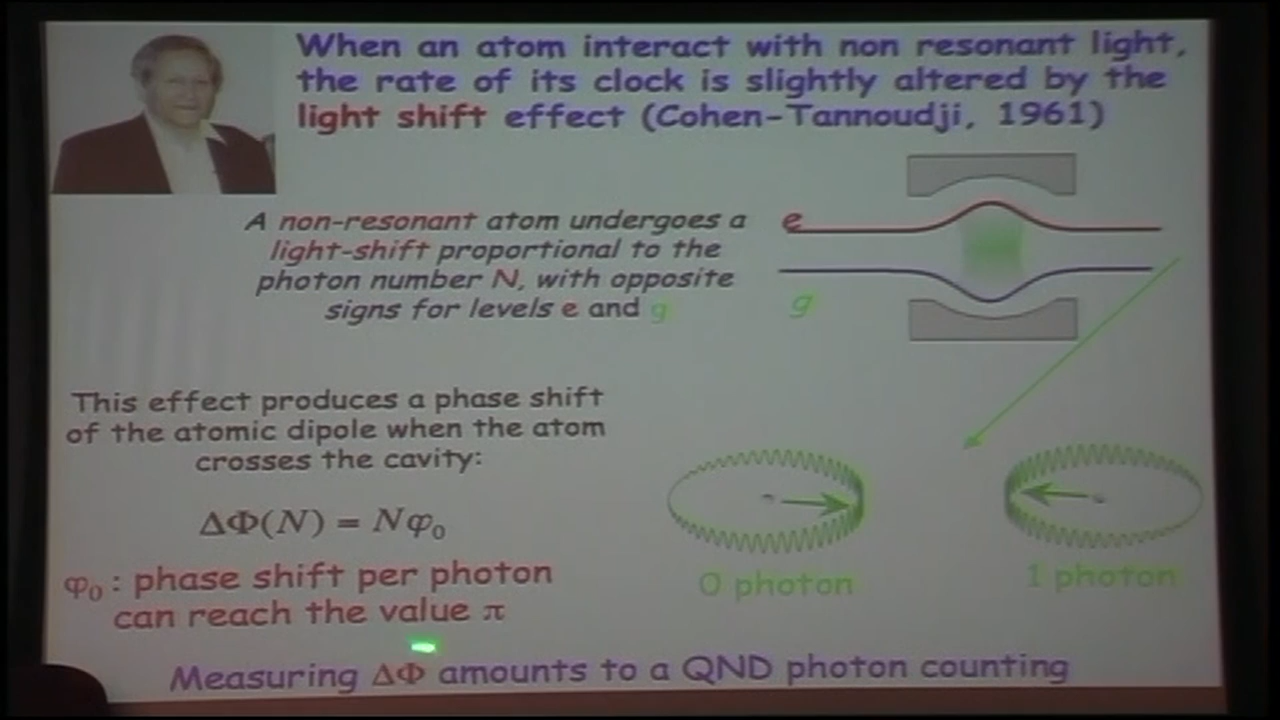 When an atom interact with non resonant light,
the rate of its clock is slightly altered by the
light shift effect (Cohen-Tannoudji, 1961)
A non-resonant atom undergoes a
light-shift proportional to the
photon number N, with opposite
signs for levels e and g
e
g
This effect produces a phase shift
of the atomic dipole when the atom
crosses the cavity:
ΔΦ(N) = Nφ₀
φ₀ : phase shift per photon
can reach the value π
0 photon
1 photon
Measuring ΔΦ amounts to a QND photon counting